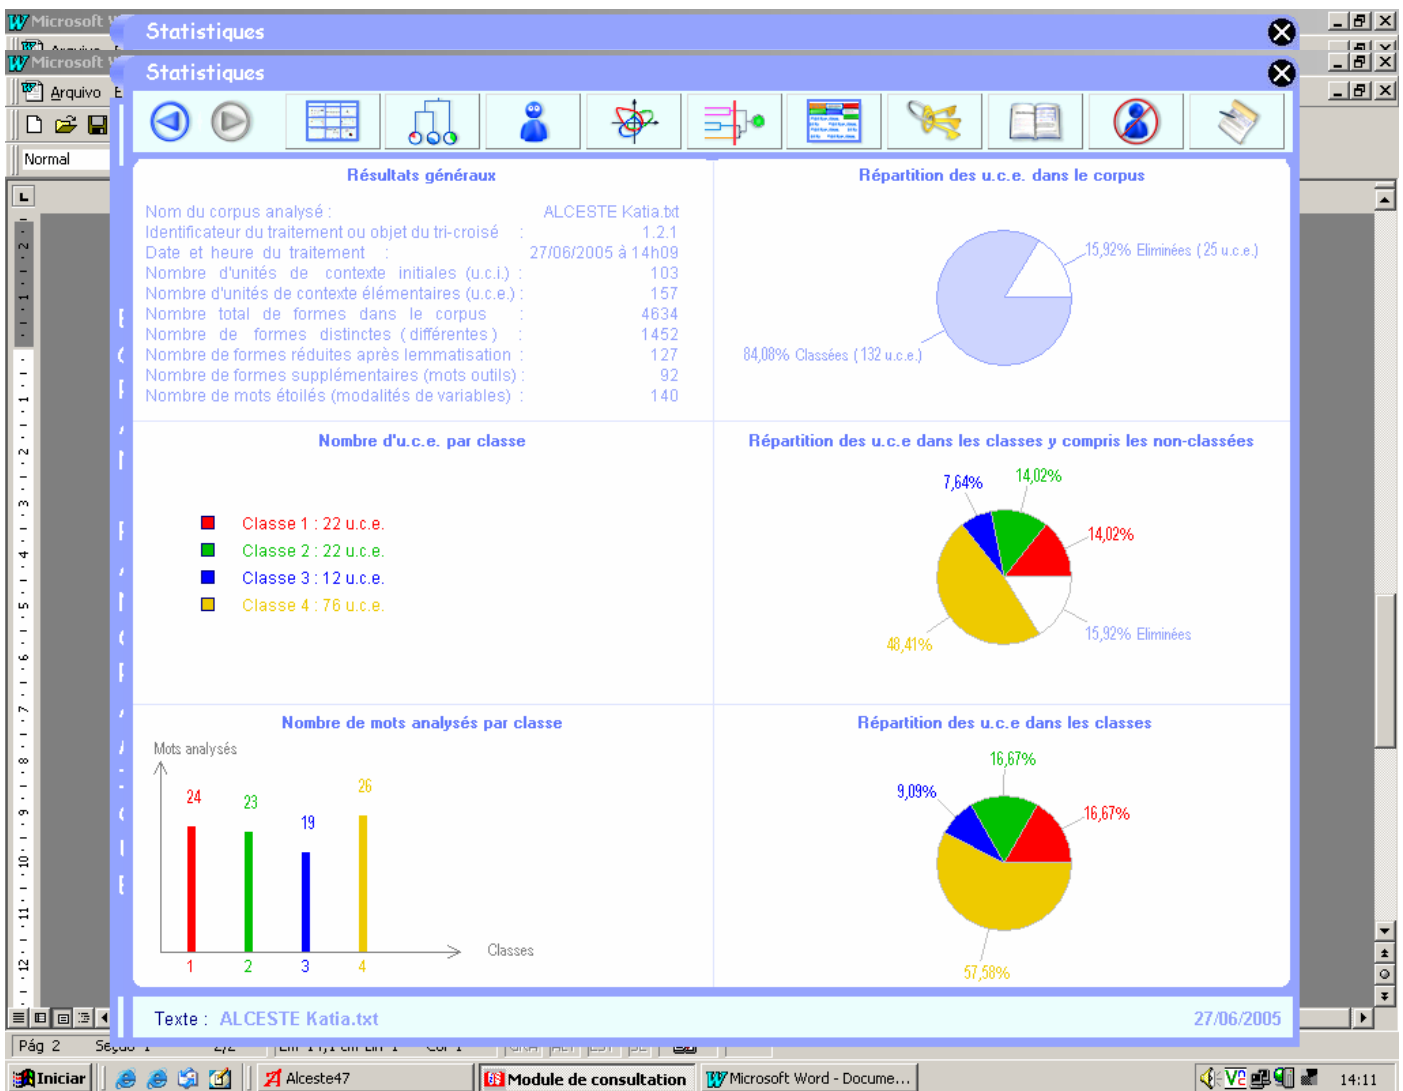 Microsoft W
Statistiques
Microsoft W
Statistiques
Arquivo E
Normal
Résultats généraux
Nom du corpus analysé : ALCESTE Katia.txt
Identificateur du traitement ou objet du tri-croisé : 1.2.1
Date et heure du traitement : 27/06/2005 à 14h09
Nombre d'unités de contexte initiales (u.c.i.) : 103
Nombre d'unités de contexte élémentaires (u.c.e.) : 157
Nombre total de formes dans le corpus : 4634
Nombre de formes distinctes ( différentes ) : 1452
Nombre de formes réduites après lemmatisation : 127
Nombre de formes supplémentaires (mots outils) : 92
Nombre de mots étoilés (modalités de variables) : 140
Répartition des u.c.e. dans le corpus
15,92% Eliminées ( 25 u.c.e.)
84,08% Classées ( 132 u.c.e.)
Nombre d'u.c.e. par classe
Classe 1 : 22 u.c.e.
Classe 2 : 22 u.c.e.
Classe 3 : 12 u.c.e.
Classe 4 : 76 u.c.e.
Répartition des u.c.e dans les classes y compris les non-classées
7,64%
14,02%
14,02%
48,41%
15,92% Eliminées
Nombre de mots analysés par classe
Mots analysés
24
23
19
26
1 2 3 4
Classes
Répartition des u.c.e dans les classes
16,67%
9,09%
16,67%
57,58%
Texte : ALCESTE Katia.txt 27/06/2005
Pág 2
Iniciar Alceste47 Module de consultation Microsoft Word - Docume... 14:11